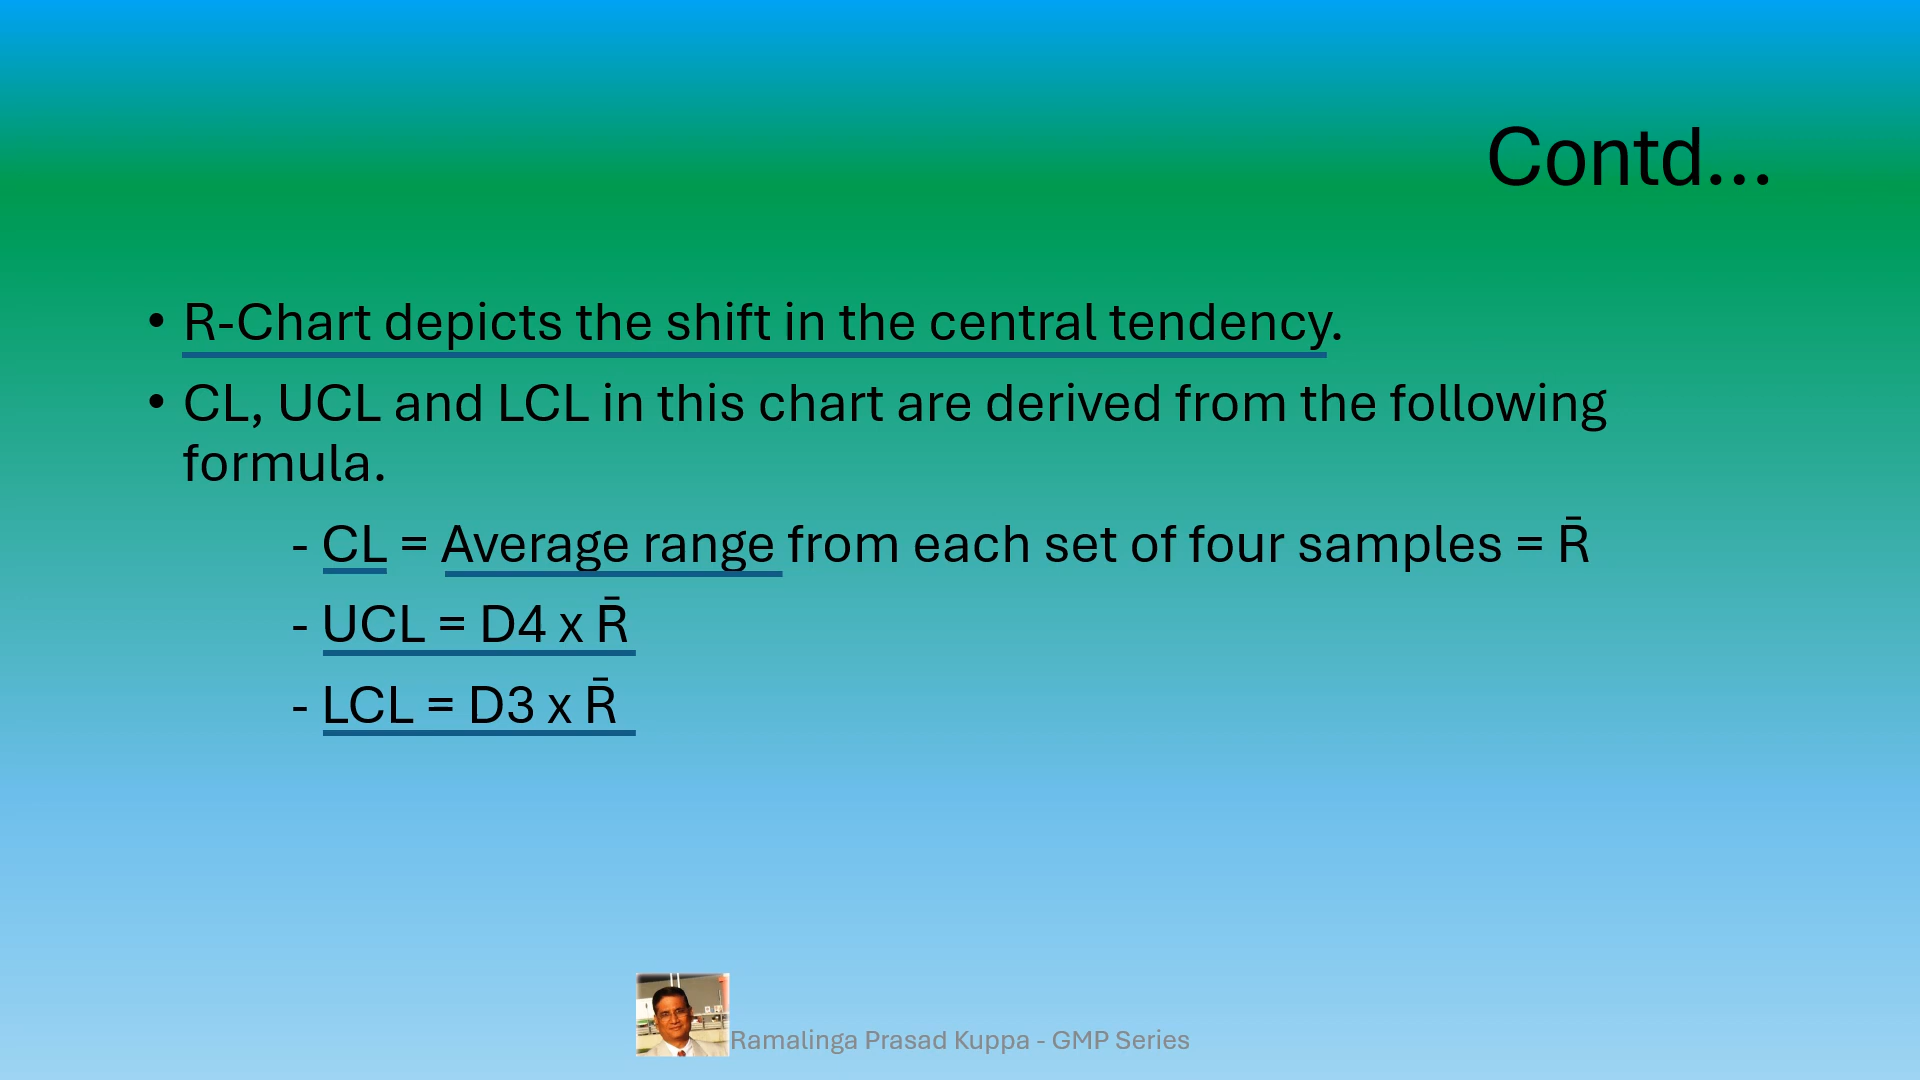 Contd...
• R-Chart depicts the shift in the central tendency.
• CL, UCL and LCL in this chart are derived from the following
formula.
- CL = Average range from each set of four samples = R̄
- UCL = D4 x R̄
- LCL = D3 x R̄
Ramalinga Prasad Kuppa - GMP Series